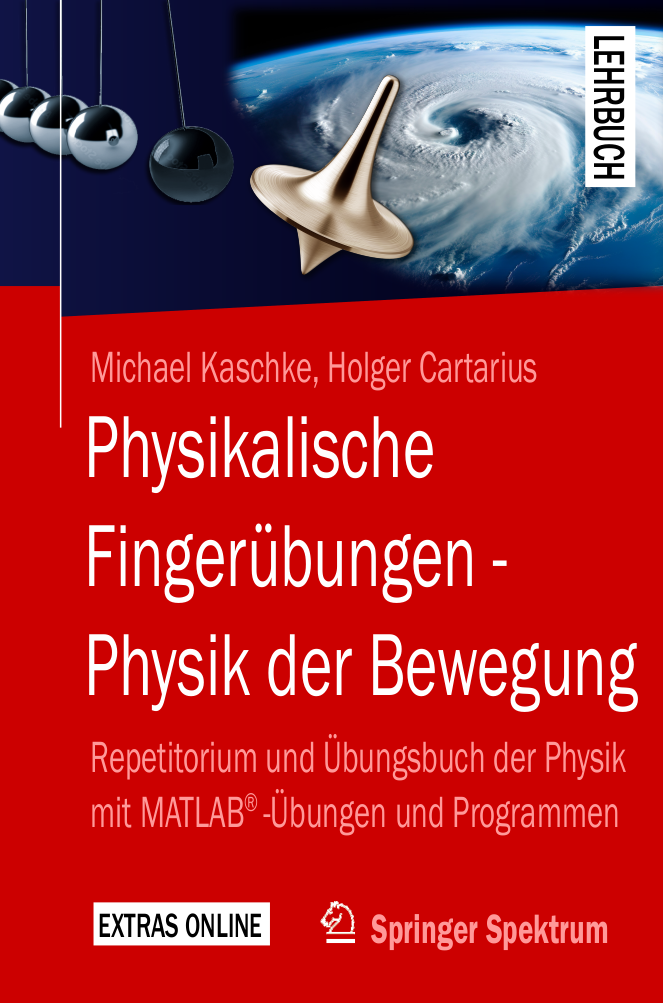 LEHRBUCH
Michael Kaschke, Holger Cartarius
Physikalische
Fingerübungen -
Physik der Bewegung
Repetitorium und Übungsbuch der Physik
mit MATLAB® -Übungen und Programmen
EXTRAS ONLINE
Springer Spektrum